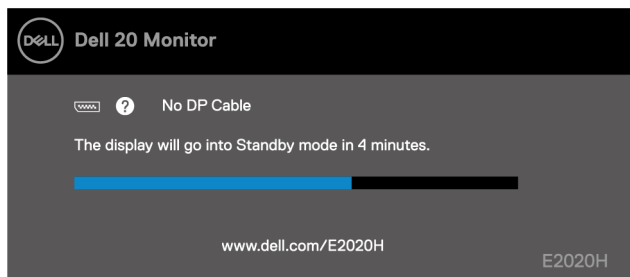 DELL Dell 20 Monitor
? No DP Cable
The display will go into Standby mode in 4 minutes.
www.dell.com/E2020H
E2020H